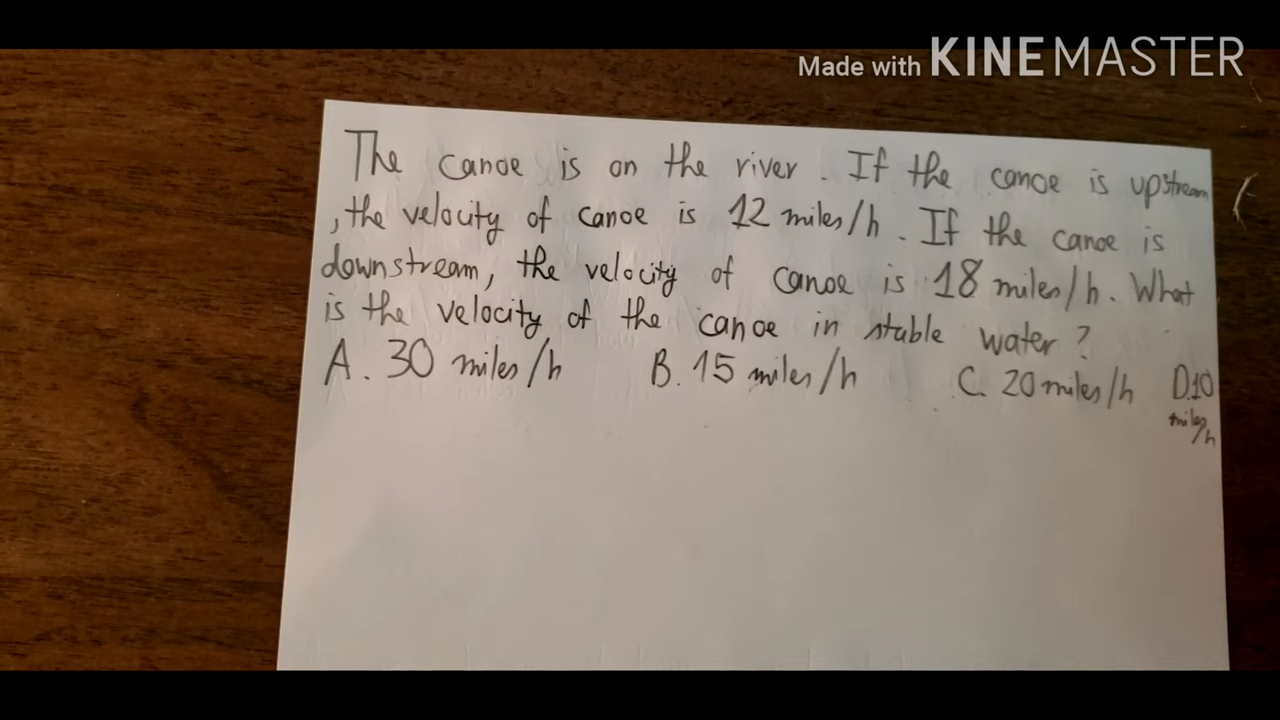 Made with KINEMASTER
The canoe is on the river. If the canoe is upstream
, the velocity of canoe is 12 miles/h. If the canoe is
downstream, the velocity of canoe is 18 miles/h. What
is the velocity of the canoe in stable water?
A. 30 miles/h B. 15 miles/h C. 20 miles/h D.10
miles/h